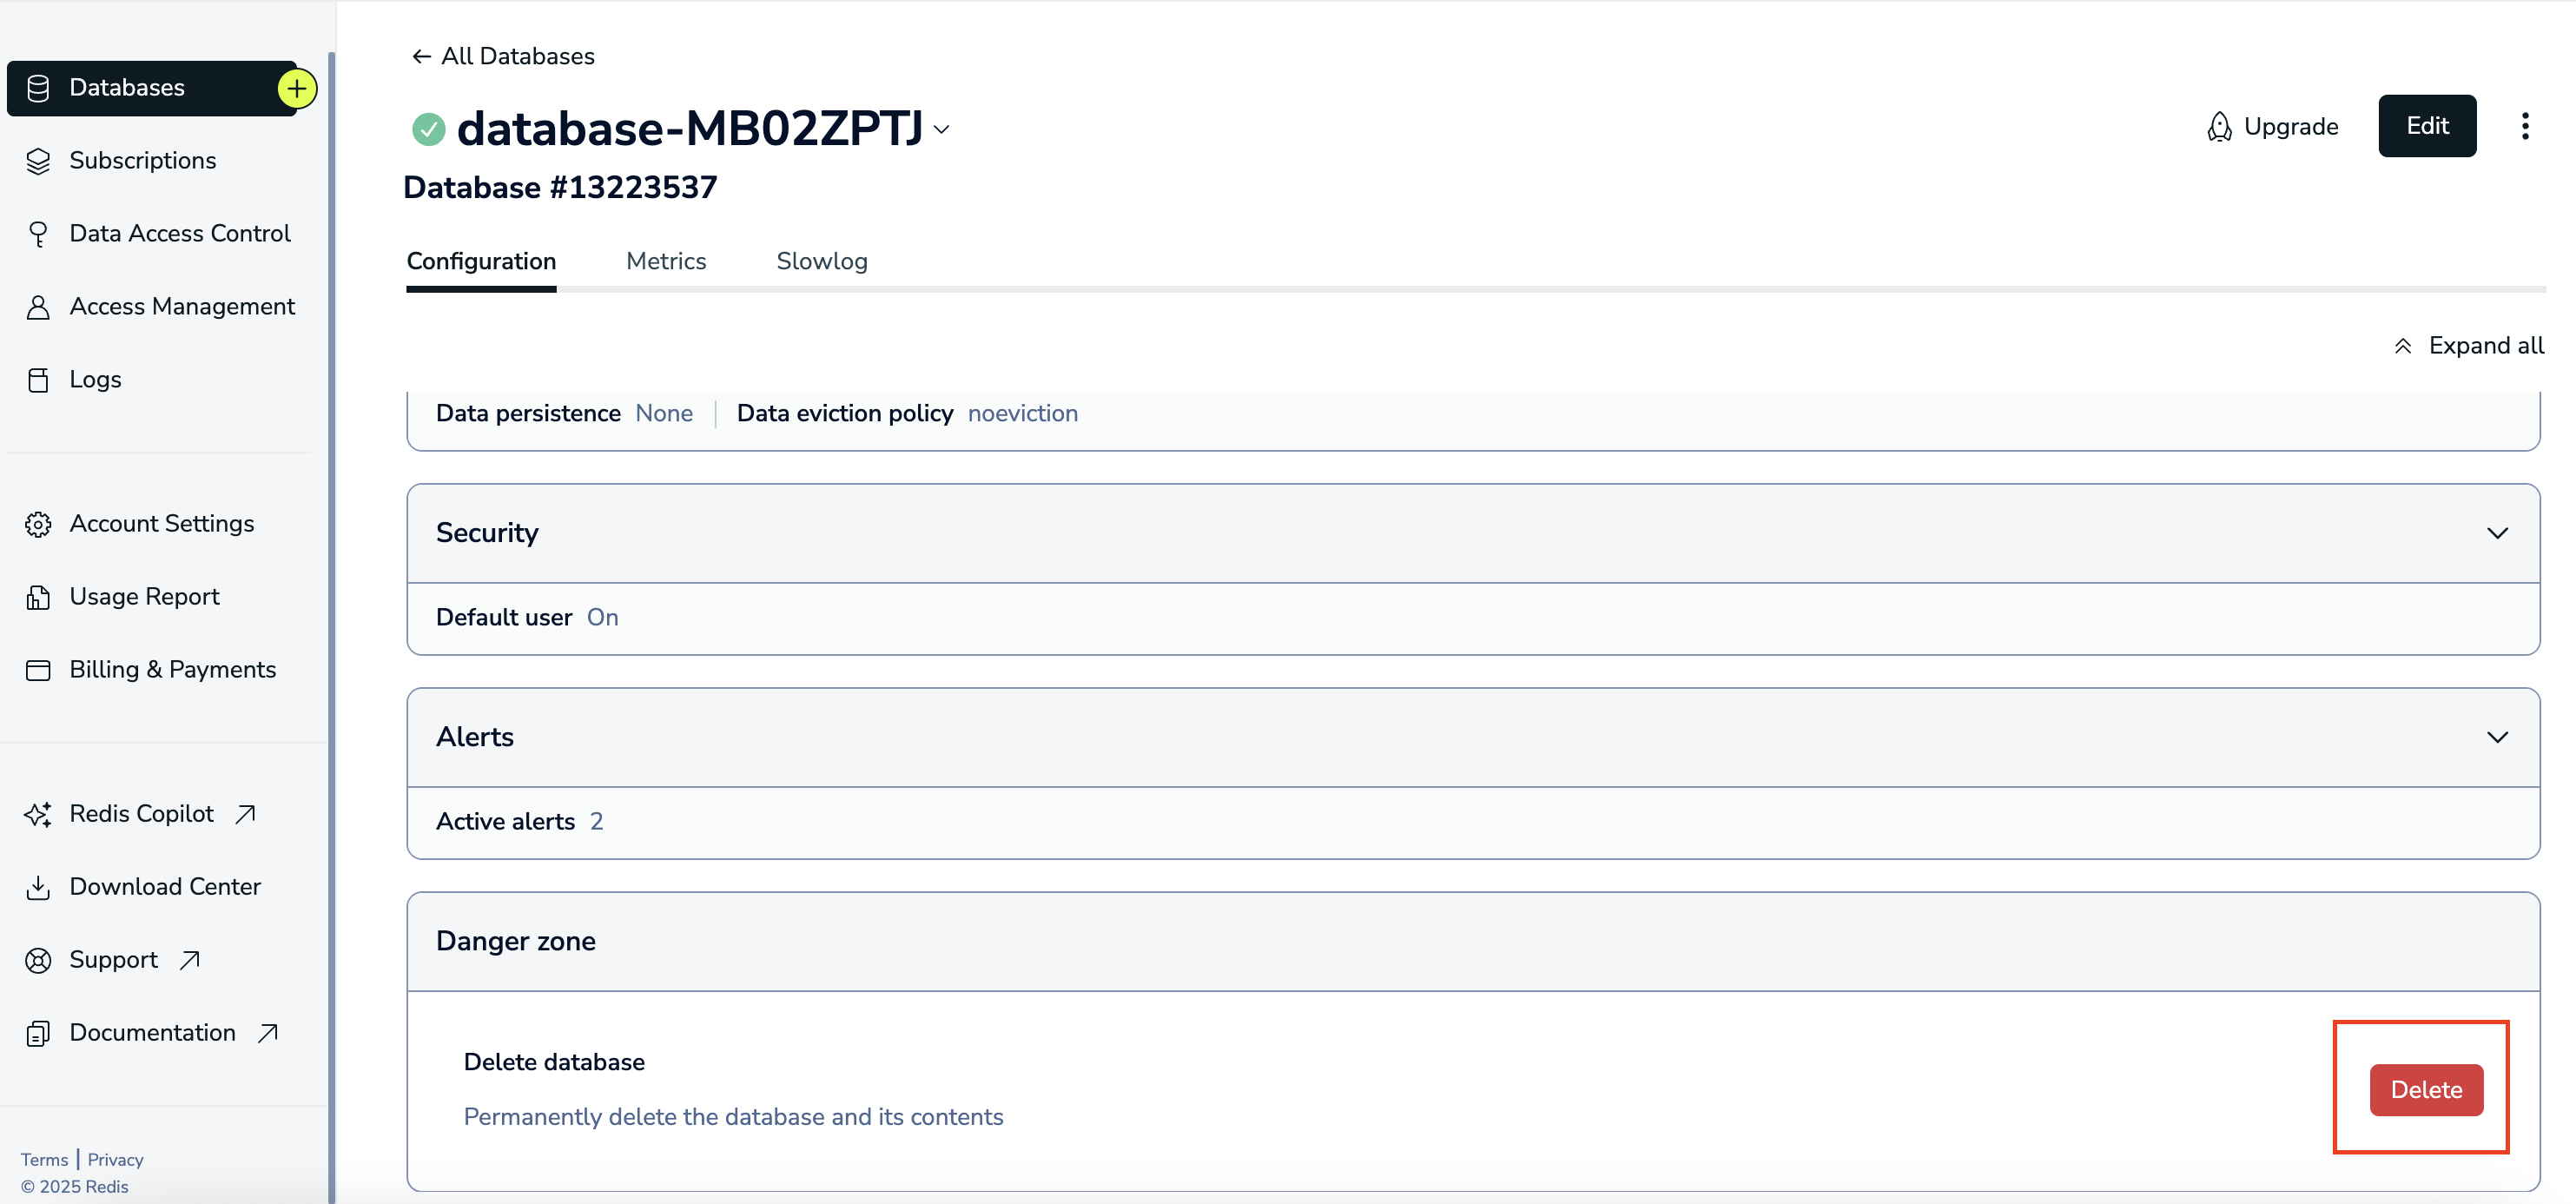 Databases
Subscriptions
Data Access Control
Access Management
Logs
Account Settings
Usage Report
Billing & Payments
Redis Copilot
Download Center
Support
Documentation
Terms | Privacy
© 2025 Redis
All Databases
database-MB02ZPTJ
Upgrade
Edit
Database #13223537
Configuration Metrics Slowlog
Expand all
Data persistence None | Data eviction policy noeviction
Security
Default user On
Alerts
Active alerts 2
Danger zone
Delete database
Permanently delete the database and its contents
Delete